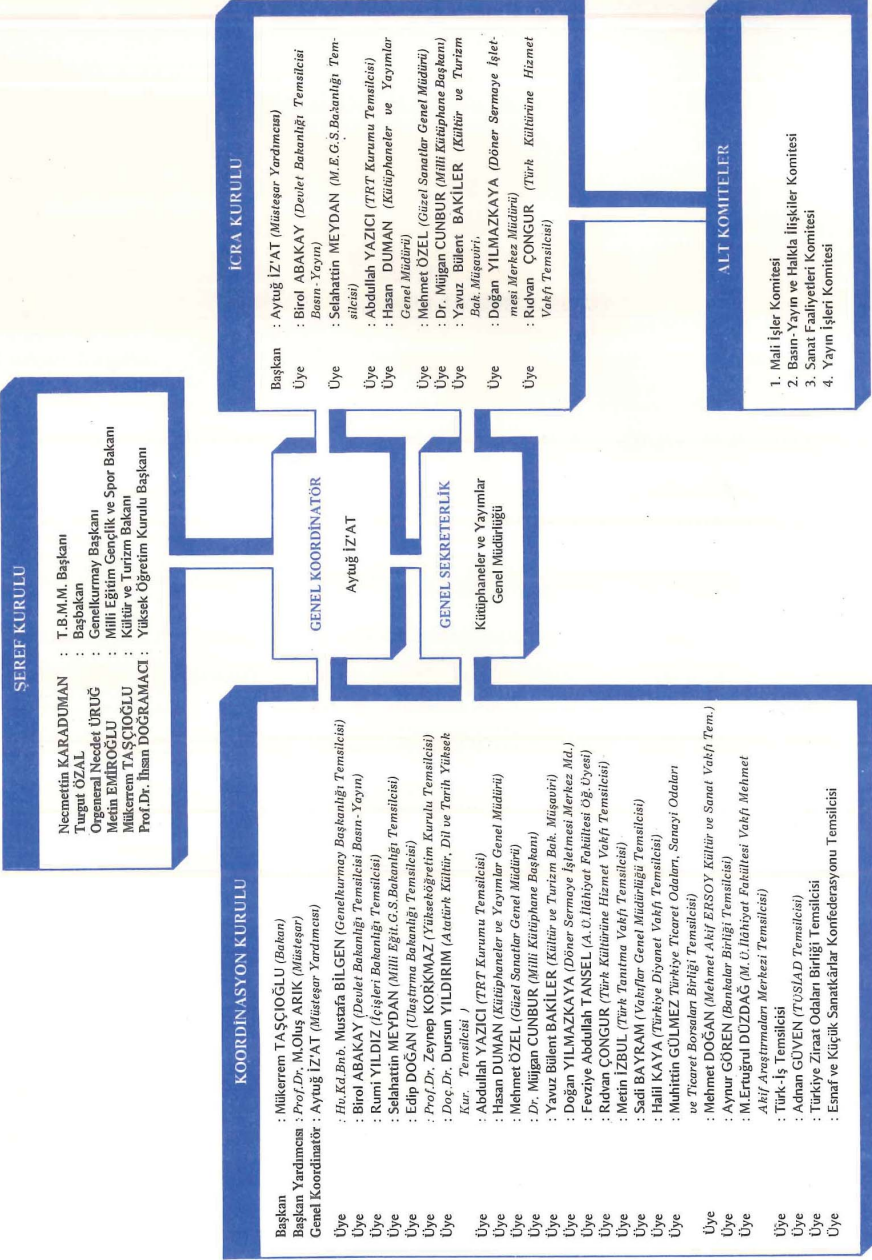 ŞEREF KURULU
Necmettin KARADUMAN : T.B.M.M. Başkanı
Turgut ÖZAL : Başbakan
Orgeneral Necdet ÜRUĞ : Genelkurmay Başkanı
Metin EMİROĞLU : Milli Eğitim Gençlik ve Spor Bakanı
Mükerrem TAŞÇIOĞLU : Kültür ve Turizm Bakanı
Prof.Dr. İhsan DOĞRAMACI : Yüksek Öğretim Kurulu Başkanı
KOORDİNASYON KURULU
Başkan : Mükerrem TAŞÇIOĞLU (Bakan)
Başkan Yardımcısı : Prof.Dr. M.Oluş ARIK (Müsteşar)
Genel Koordinatör : Aytuğ İZ'AT (Müsteşar Yardımcısı)
Üye : Hv.Kd.Bnb. Mustafa BİLGEN (Genelkurmay Başkanlığı Temsilcisi)
Üye : Birol ABAKAY (Devlet Bakanlığı Temsilcisi Basın-Yayın)
Üye : Rumi YILDIZ (İçişleri Bakanlığı Temsilcisi)
Üye : Selahattin MEYDAN (Milli Eğit.G.S.Bakanlığı Temsilcisi)
Üye : Edip DOĞAN (Ulaştırma Bakanlığı Temsilcisi)
Üye : Prof.Dr. Zeynep KORKMAZ (Yükseköğretim Kurulu Temsilcisi)
Üye : Doç.Dr. Dursun YILDIRIM (Atatürk Kültür, Dil ve Tarih Yüksek
Kur. Temsilcisi )
Üye : Abdullah YAZICI (TRT Kurumu Temsilcisi)
Üye : Hasan DUMAN (Kütüphaneler ve Yayımlar Genel Müdürü)
Üye : Mehmet ÖZEL (Güzel Sanatlar Genel Müdürü)
Üye : Dr. Müjgan CUNBUR (Milli Kütüphane Başkanı)
Üye : Yavuz Bülent BAKİLER (Kültür ve Turizm Bak. Müşaviri)
Üye : Doğan YILMAZKAYA (Döner Sermaye İşletmesi Merkez Md.)
Üye : Fevziye Abdullah TANSEL (A.Ü.İlâhiyat Fakültesi Öğ. Üyesi)
Üye : Rıdvan ÇONGUR (Türk Kültürüne Hizmet Vakfı Temsilcisi)
Üye : Metin İZBUL (Türk Tanıtma Vakfı Temsilcisi)
Üye : Sadi BAYRAM (Vakıflar Genel Müdürlüğü Temsilcisi)
Üye : Halil KAYA (Türkiye Diyanet Vakfı Temsilcisi)
Üye : Muhittin GÜLMEZ Türkiye Ticaret Odaları, Sanayi Odaları
ve Ticaret Borsaları Birliği Temsilcisi)
Üye : Mehmet DOĞAN (Mehmet Akif ERSOY Kültür ve Sanat Vakfı Tem.)
Üye : Aynur GÖREN (Bankalar Birliği Temsilcisi)
Üye : M.Ertuğrul DÜZDAĞ (M.Ü.İlâhiyat Fakültesi Vakfı Mehmet
Akif Araştırmaları Merkezi Temsilcisi)
Üye : Türk-İş Temsilcisi
Üye : Adnan GÜVEN (TÜSİAD Temsilcisi)
Üye : Türkiye Ziraat Odaları Birliği Temsilcisi
Üye : Esnaf ve Küçük Sanatkârlar Konfederasyonu Temsilcisi
GENEL KOORDİNATÖR
Aytuğ İZ'AT
GENEL SEKRETERLİK
Kütüphaneler ve Yayımlar
Genel Müdürlüğü
İCRA KURULU
Başkan : Aytuğ İZ'AT (Müsteşar Yardımcısı)
Üye : Birol ABAKAY (Devlet Bakanlığı Temsilcisi
Basın-Yayın)
Üye : Selahattin MEYDAN (M.E.G.S.Bakanlığı Tem-
silcisi)
Üye : Abdullah YAZICI (TRT Kurumu Temsilcisi)
Üye : Hasan DUMAN (Kütüphaneler ve Yayımlar
Genel Müdürü)
Üye : Mehmet ÖZEL (Güzel Sanatlar Genel Müdürü)
Üye : Dr. Müjgan CUNBUR (Milli Kütüphane Başkanı)
Üye : Yavuz Bülent BAKİLER (Kültür ve Turizm
Bak. Müşaviri.
Üye : Doğan YILMAZKAYA (Döner Sermaye İşlet-
mesi Merkez Müdürü)
Üye : Rıdvan ÇONGUR (Türk Kültürüne Hizmet
Vakfı Temsilcisi)
ALT KOMİTELER
1. Mali İşler Komitesi
2. Basın-Yayın ve Halkla İlişkiler Komitesi
3. Sanat Faaliyetleri Komitesi
4. Yayın İşleri Komitesi